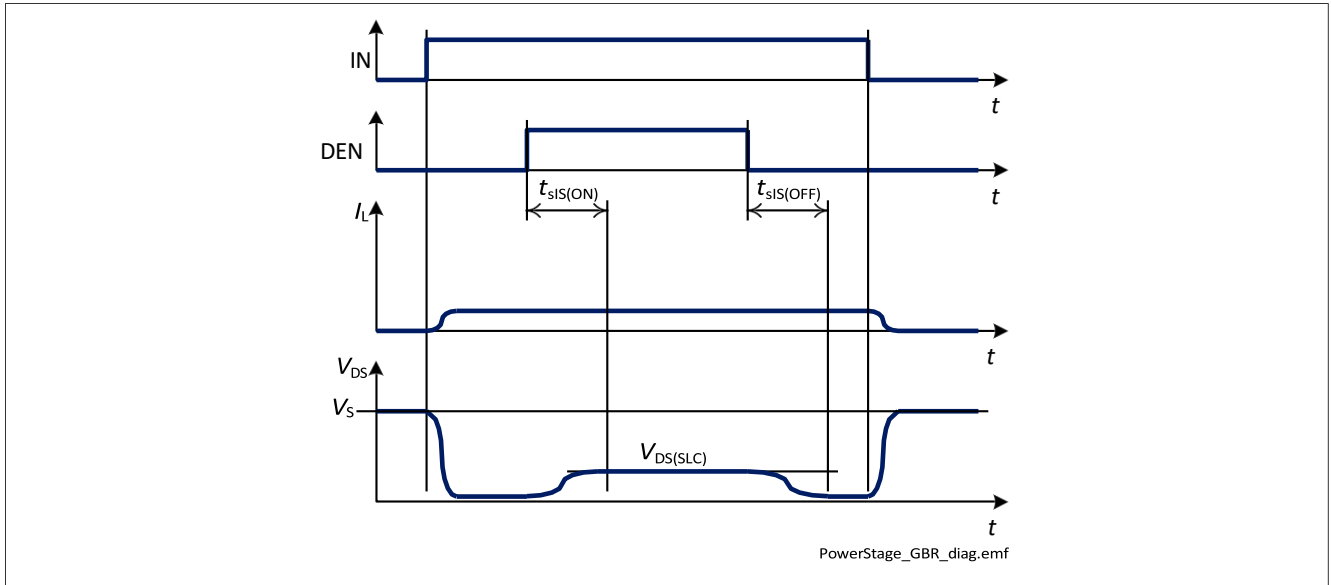 IN
t
DEN
t
tsIS(ON)
tsIS(OFF)
IL
t
VDS
VS
VDS(SLC)
t
PowerStage_GBR_diag.emf